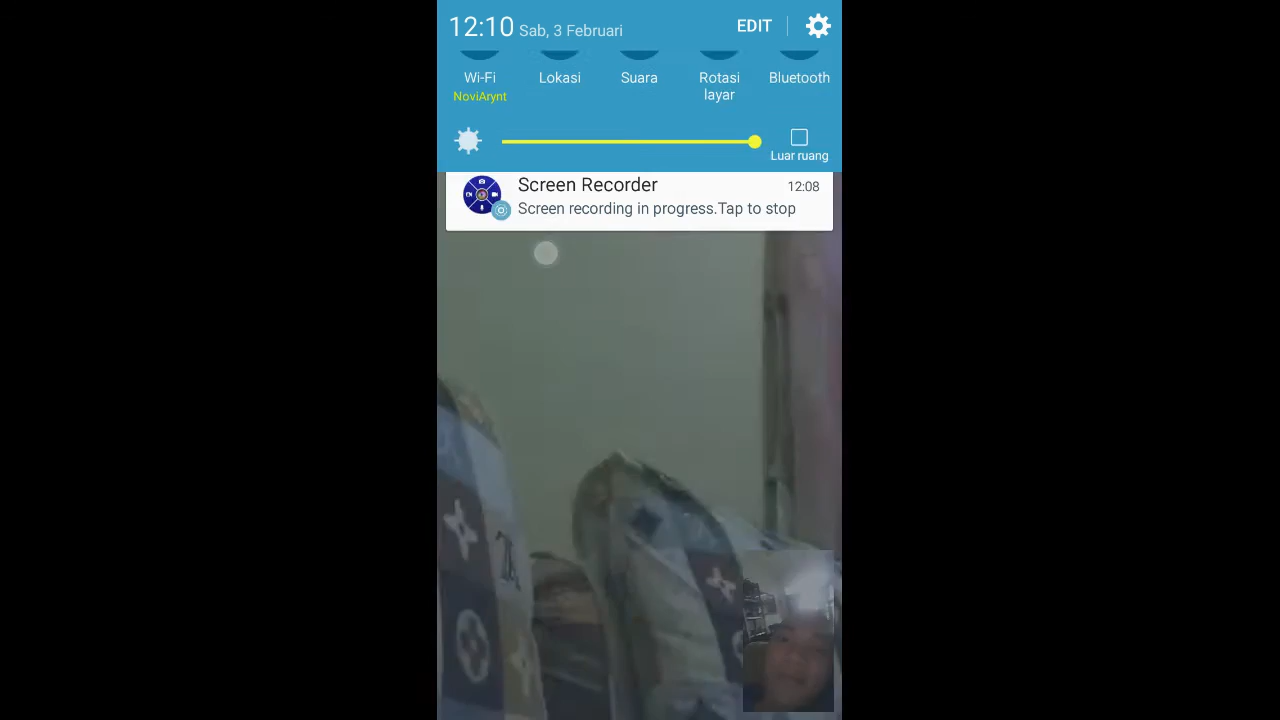 12:10 Sab, 3 Februari EDIT
Wi-Fi Lokasi Suara Rotasi layar Bluetooth
NoviArynt
Luar ruang
Screen Recorder 12:08
Screen recording in progress.Tap to stop